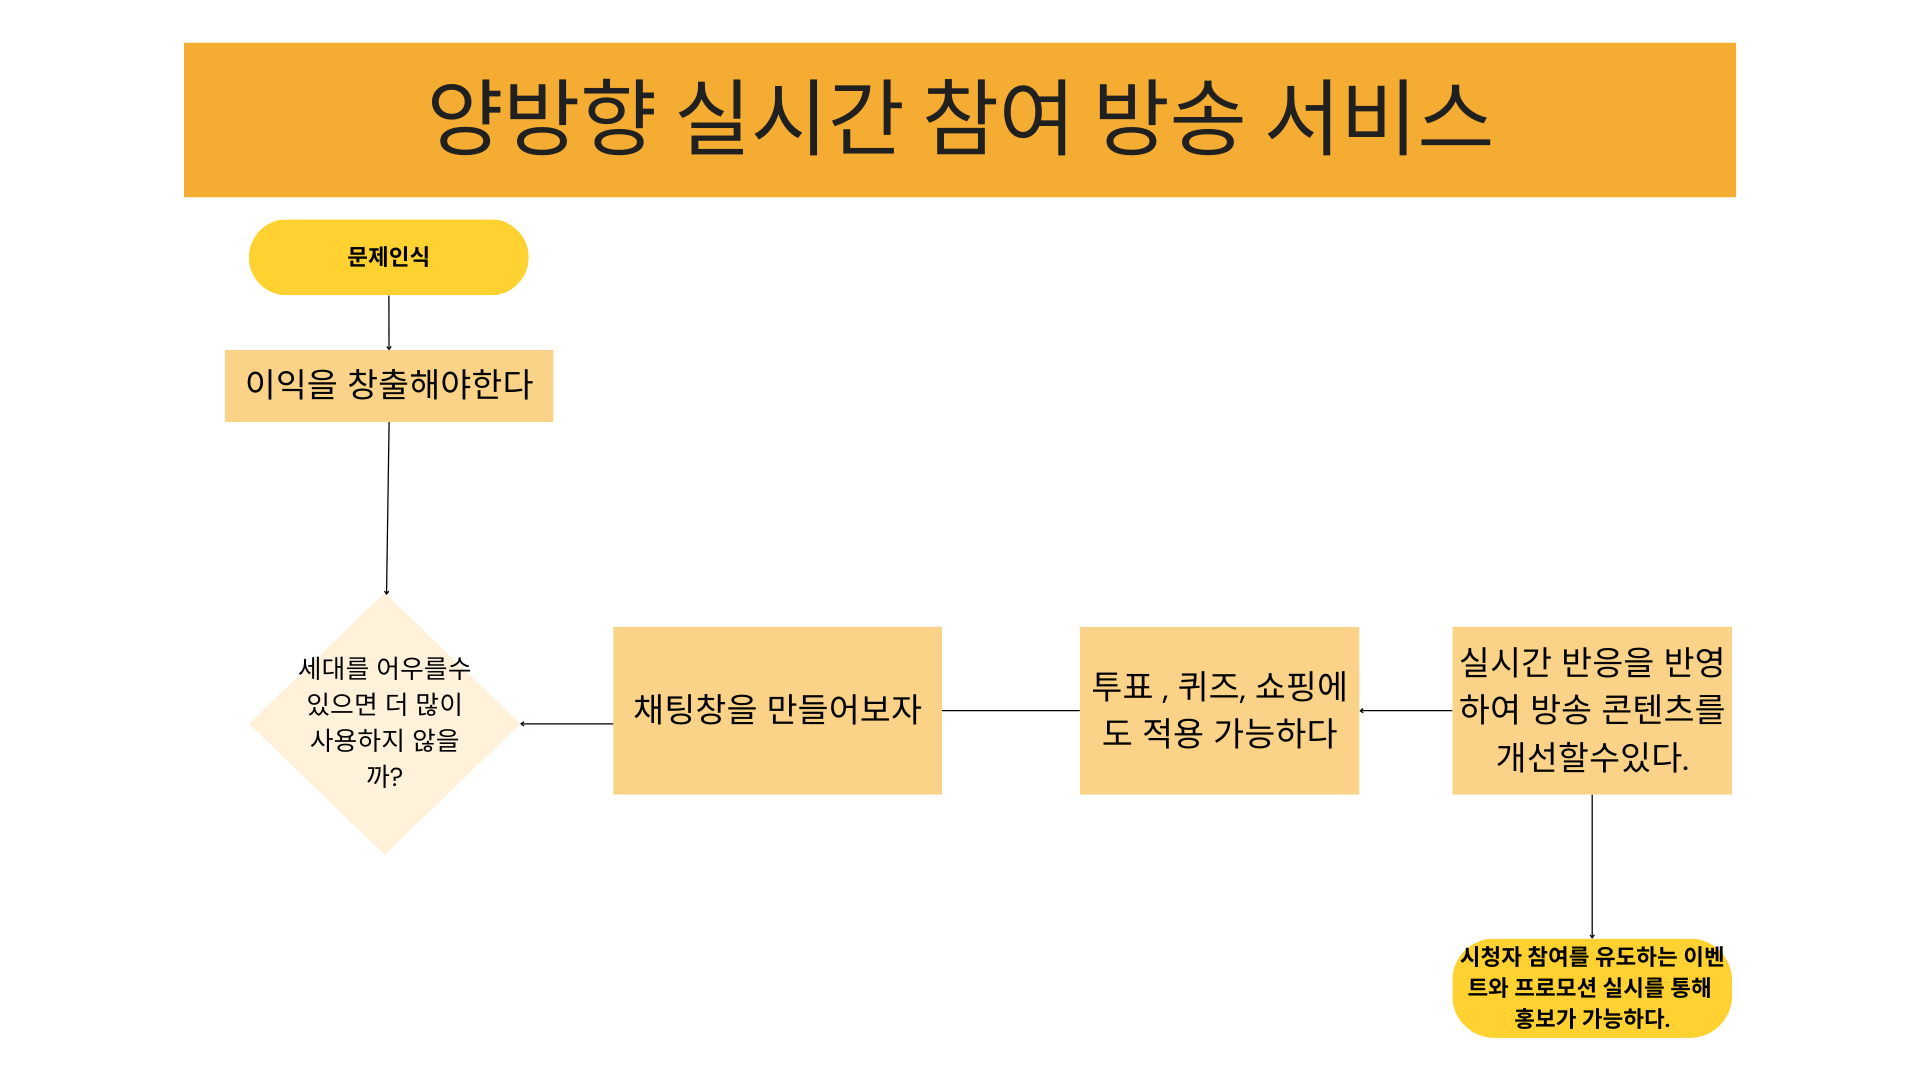 양방향 실시간 참여 방송 서비스
문제인식
이익을 창출해야한다
세대를 어우를수
있으면 더 많이
사용하지 않을
까?
채팅창을 만들어보자
투표 , 퀴즈, 쇼핑에
도 적용 가능하다
실시간 반응을 반영
하여 방송 콘텐츠를
개선할수있다.
시청자 참여를 유도하는 이벤
트와 프로모션 실시를 통해
홍보가 가능하다.